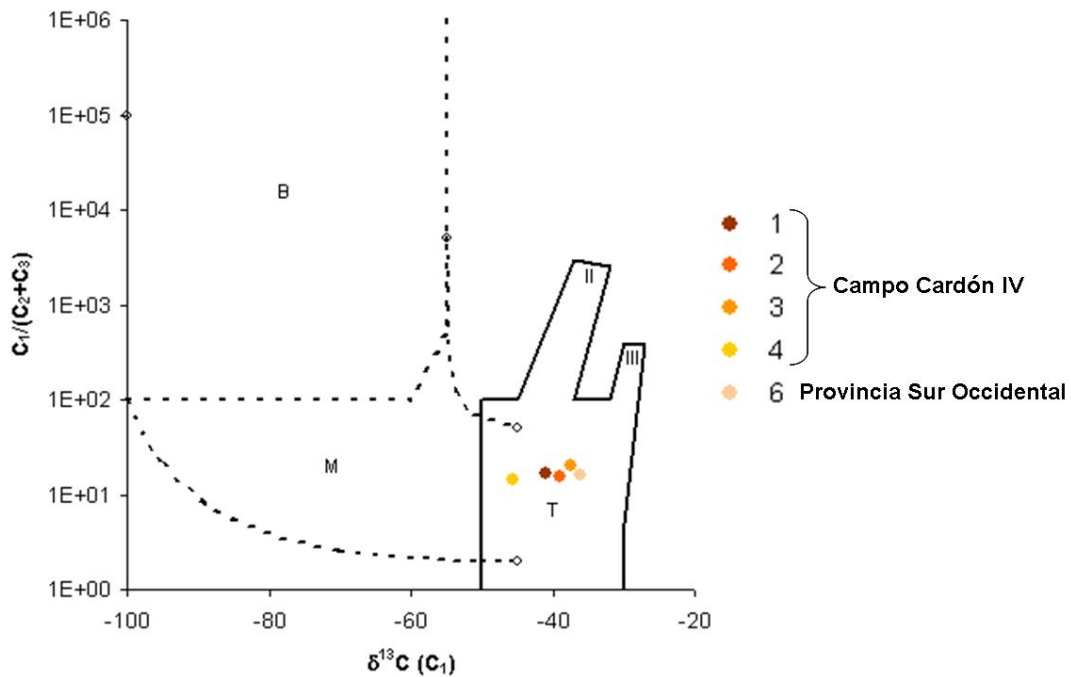 1E+06
1E+05
1E+04
1E+03
1E+02
1E+01
1E+00
C₁/(C₂+C₃)
B
M
T
II
III
-100
-80
-60
-40
-20
δ¹³C (C₁)
1
2
3
4
Campo Cardón IV
6 Provincia Sur Occidental